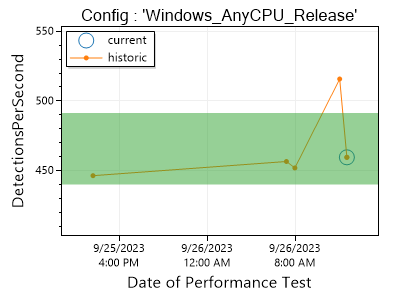 Config : 'Windows_AnyCPU_Release'
current
historic
550
500
450
DetectionsPerSecond
9/25/2023 9/26/2023 9/26/2023
4:00 PM 12:00 AM 8:00 AM
Date of Performance Test